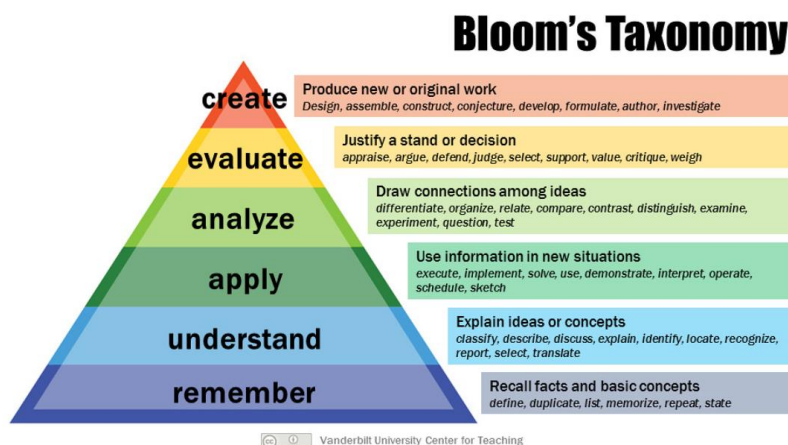 Bloom's Taxonomy
create
Produce new or original work
Design, assemble, construct, conjecture, develop, formulate, author, investigate
evaluate
Justify a stand or decision
appraise, argue, defend, judge, select, support, value, critique, weigh
analyze
Draw connections among ideas
differentiate, organize, relate, compare, contrast, distinguish, examine,
experiment, question, test
apply
Use information in new situations
execute, implement, solve, use, demonstrate, interpret, operate,
schedule, sketch
understand
Explain ideas or concepts
classify, describe, discuss, explain, identify, locate, recognize,
report, select, translate
remember
Recall facts and basic concepts
define, duplicate, list, memorize, repeat, state
cc Vanderbilt University Center for Teaching